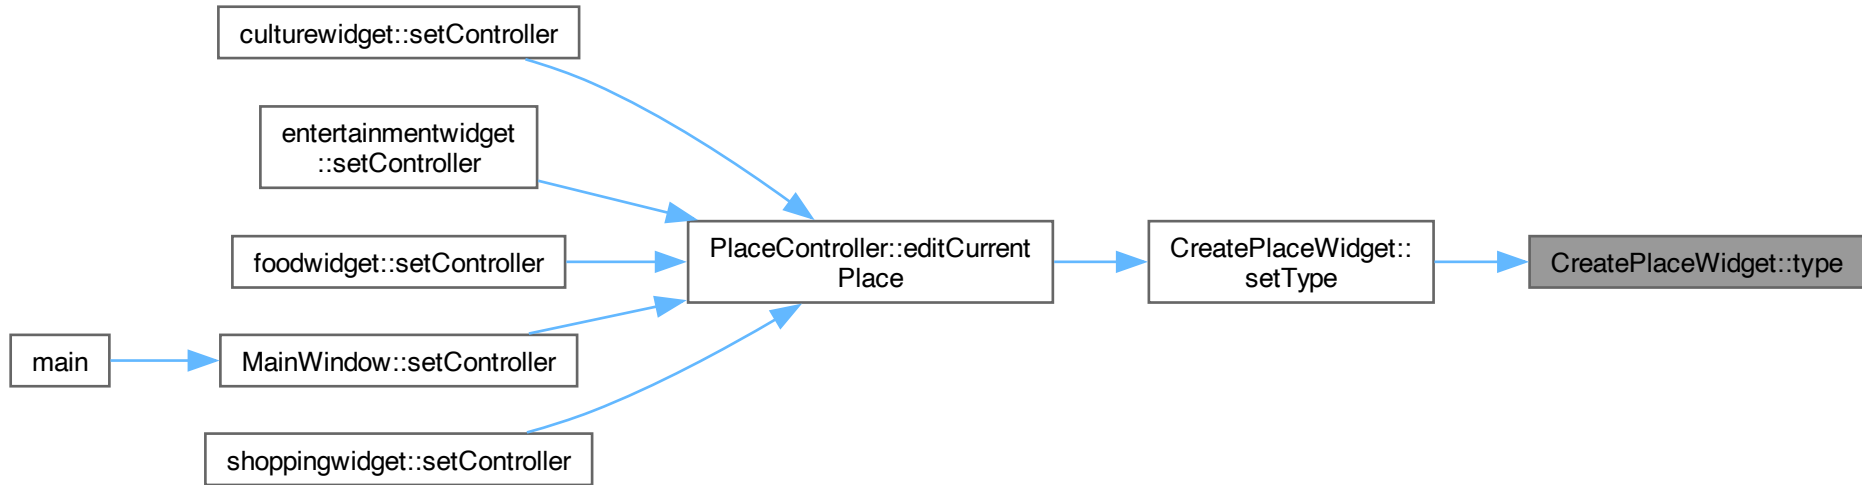 culturewidget::setController
entertainmentwidget
::setController
foodwidget::setController
PlaceController::editCurrent
Place
CreatePlaceWidget::
setType
CreatePlaceWidget::type
main
MainWindow::setController
shoppingwidget::setController